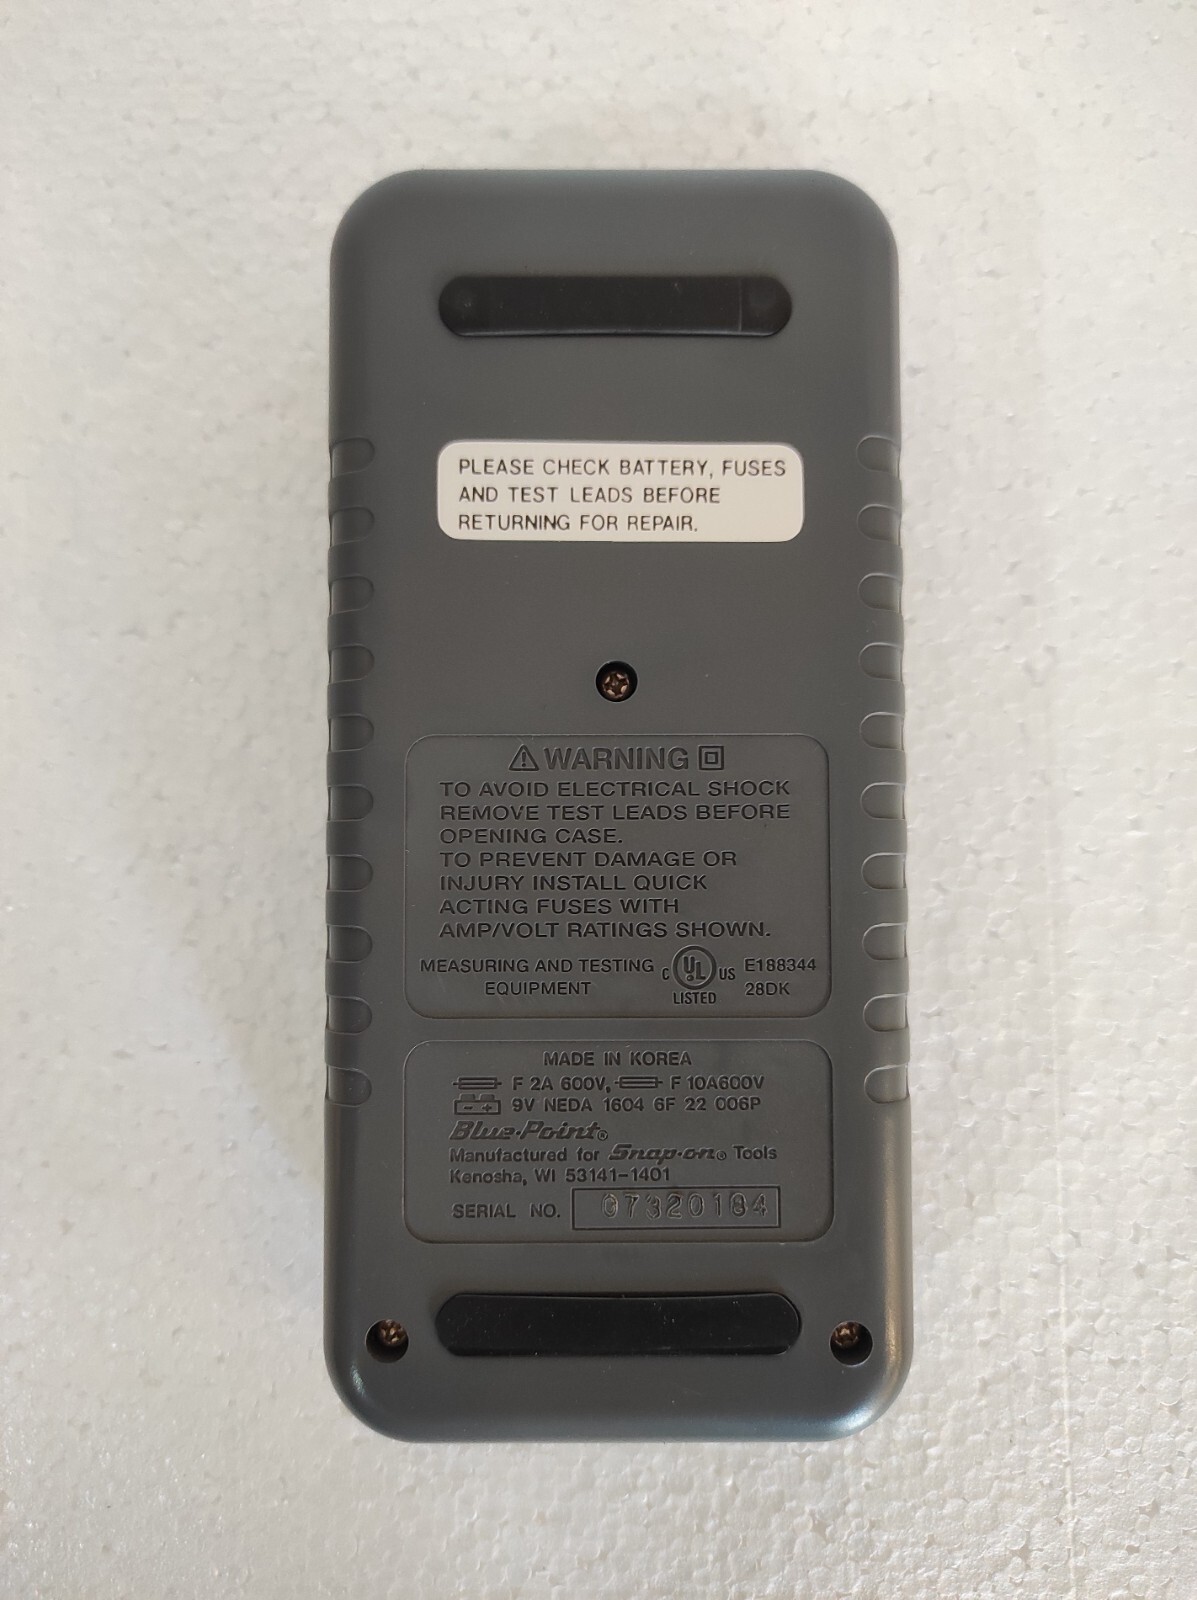 PLEASE CHECK BATTERY, FUSES
AND TEST LEADS BEFORE
RETURNING FOR REPAIR.
WARNING
TO AVOID ELECTRICAL SHOCK
REMOVE TEST LEADS BEFORE
OPENING CASE.
TO PREVENT DAMAGE OR
INJURY INSTALL QUICK
ACTING FUSES WITH
AMP/VOLT RATINGS SHOWN.
MEASURING AND TESTING
EQUIPMENT
C UL US
LISTED
E188344
28DK
MADE IN KOREA
F 2A 600V, F 10A600V
- + 9V NEDA 1604 6F 22 006P
Blue-Point®
Manufactured for Snap-on® Tools
Kenosha, WI 53141-1401
SERIAL NO. 07320184